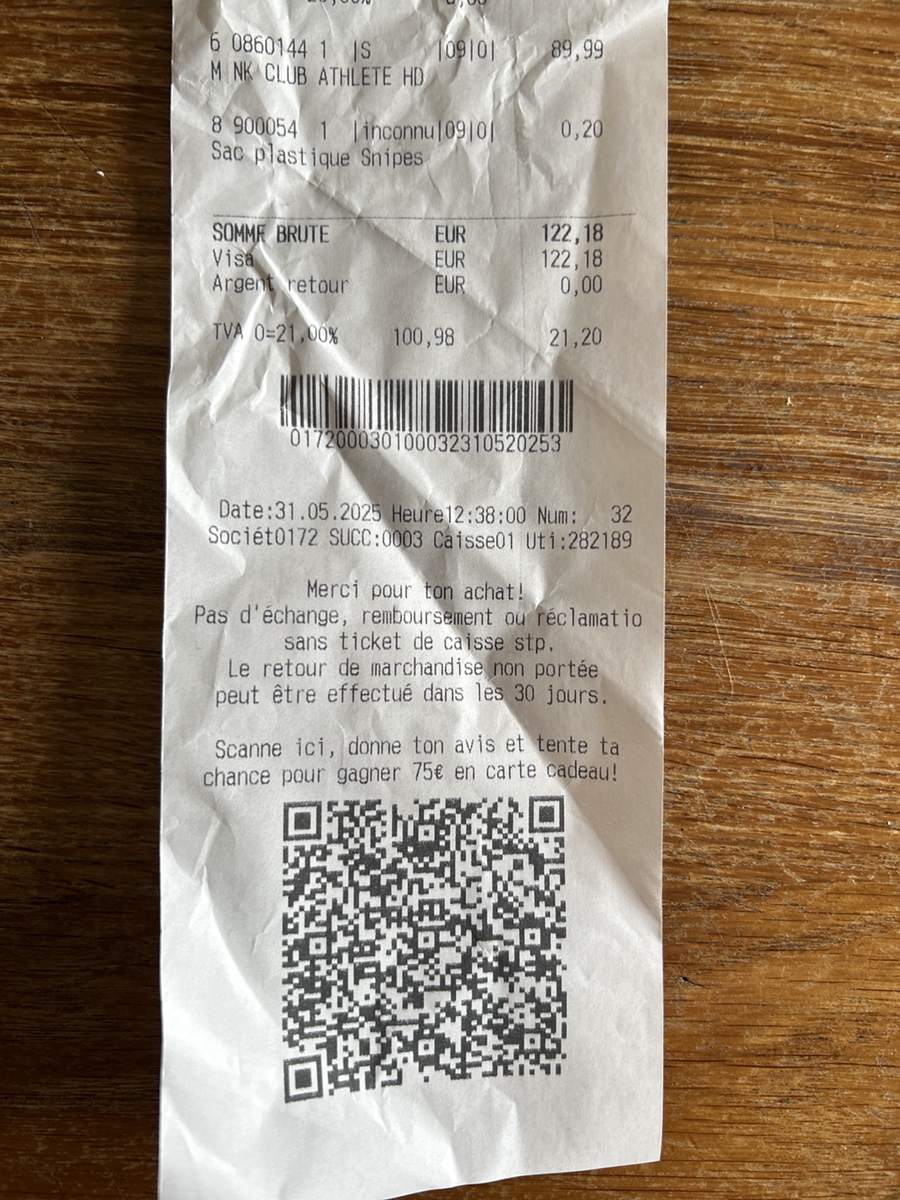 6 0860144 1 |S |09|0| 89,99
M NK CLUB ATHLETE HD
8 900054 1 |inconnu|09|0| 0,20
Sac plastique Snipes
SOMME BRUTE EUR 122,18
Visa EUR 122,18
Argent retour EUR 0,00
TVA 0=21,00% 100,98 21,20
017200030100032310520253
Date:31.05.2025 Heure12:38:00 Num: 32
Sociét0172 SUCC:0003 Caisse01 Uti:282189
Merci pour ton achat!
Pas d'échange, remboursement ou réclamatio
sans ticket de caisse stp.
Le retour de marchandise non portée
peut être effectué dans les 30 jours.
Scanne ici, donne ton avis et tente ta
chance pour gagner 75€ en carte cadeau!